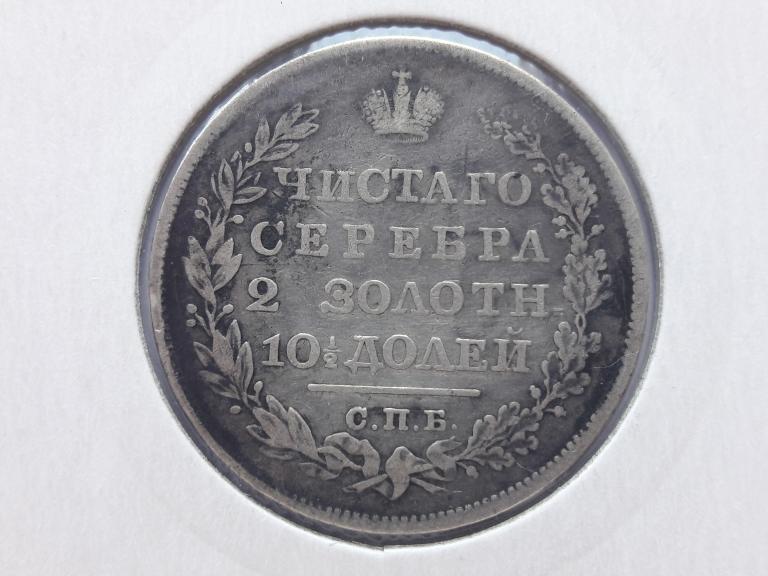 ЧИСТАГО
СЕРЕБРА
2 ЗОЛОТН
10½ ДОЛЕЙ
С.П.Б.